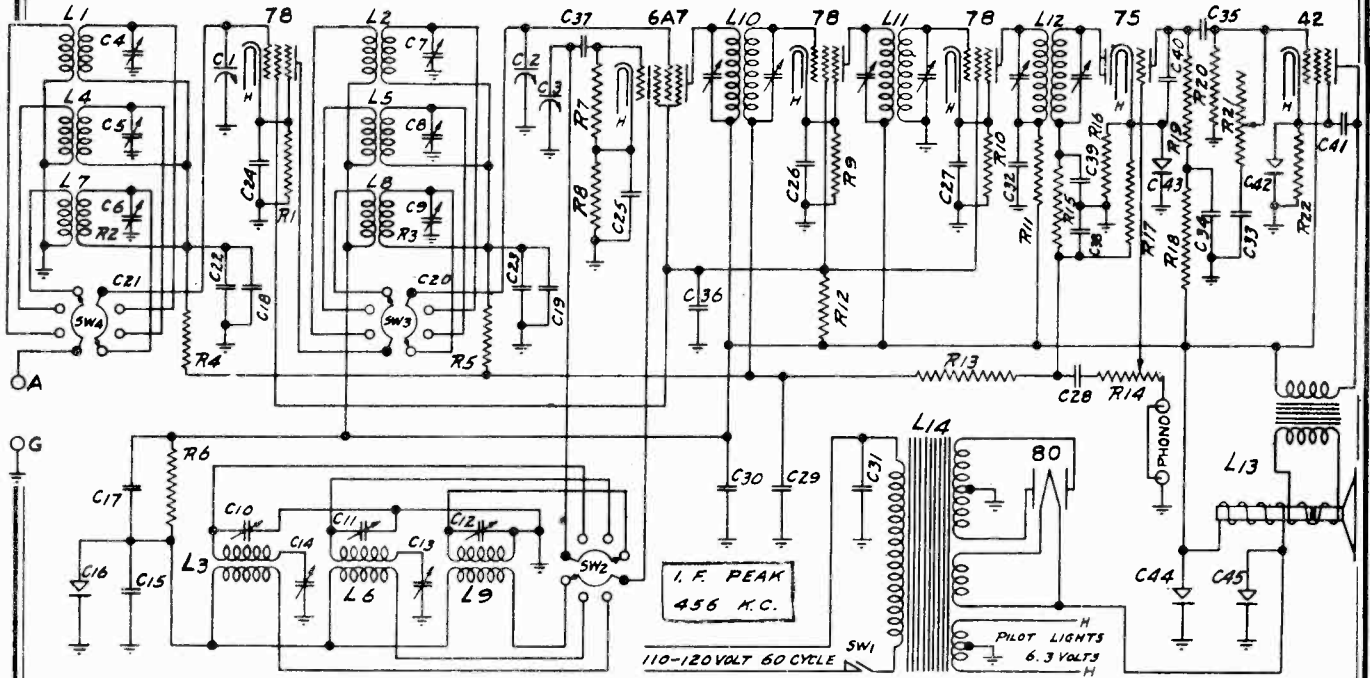 L1
78
L2
C37
6A7
L10
78
L11
78
L12
75
C35
42
C4
C1
C7
C2
C3
C40
R20
H
H
H
H
R7
R21
L4
C5
L5
C8
R19
C43
C41
C24
R1
R8
C25
C26
R9
C27
R10
C32
R11
R15
C39
R16
C38
R17
R18
C34
C33
C42
R22
L7
C6
R2
L8
C9
R3
C22
C18
C23
C19
C36
R12
C21
SW4
C20
SW3
R4
R5
A
R13
C28
R14
PHONO
G
R6
C17
C30
C29
C31
L14
80
L13
C10
C11
C12
C14
C13
L3
L6
L9
SW2
C16
C15
I.F. PEAK
456 K.C.
C44
C45
H
PILOT LIGHTS
6.3 VOLTS
H
SW1
110-120 VOLT 60 CYCLE